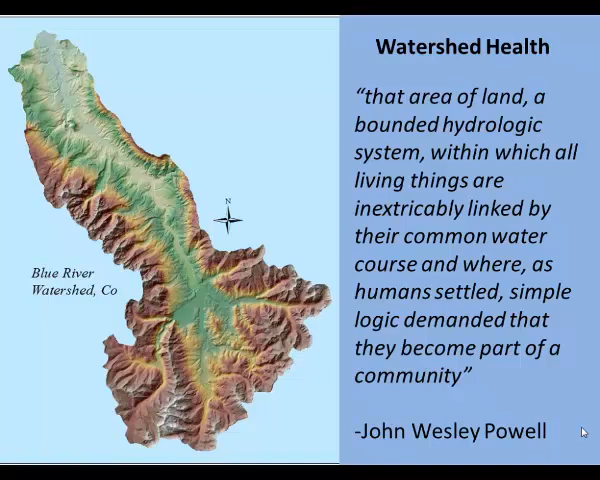 Watershed Health
“that area of land, a
bounded hydrologic
system, within which all
living things are
inextricably linked by
their common water
course and where, as
humans settled, simple
logic demanded that
they become part of a
community”
-John Wesley Powell
N
Blue River
Watershed, Co